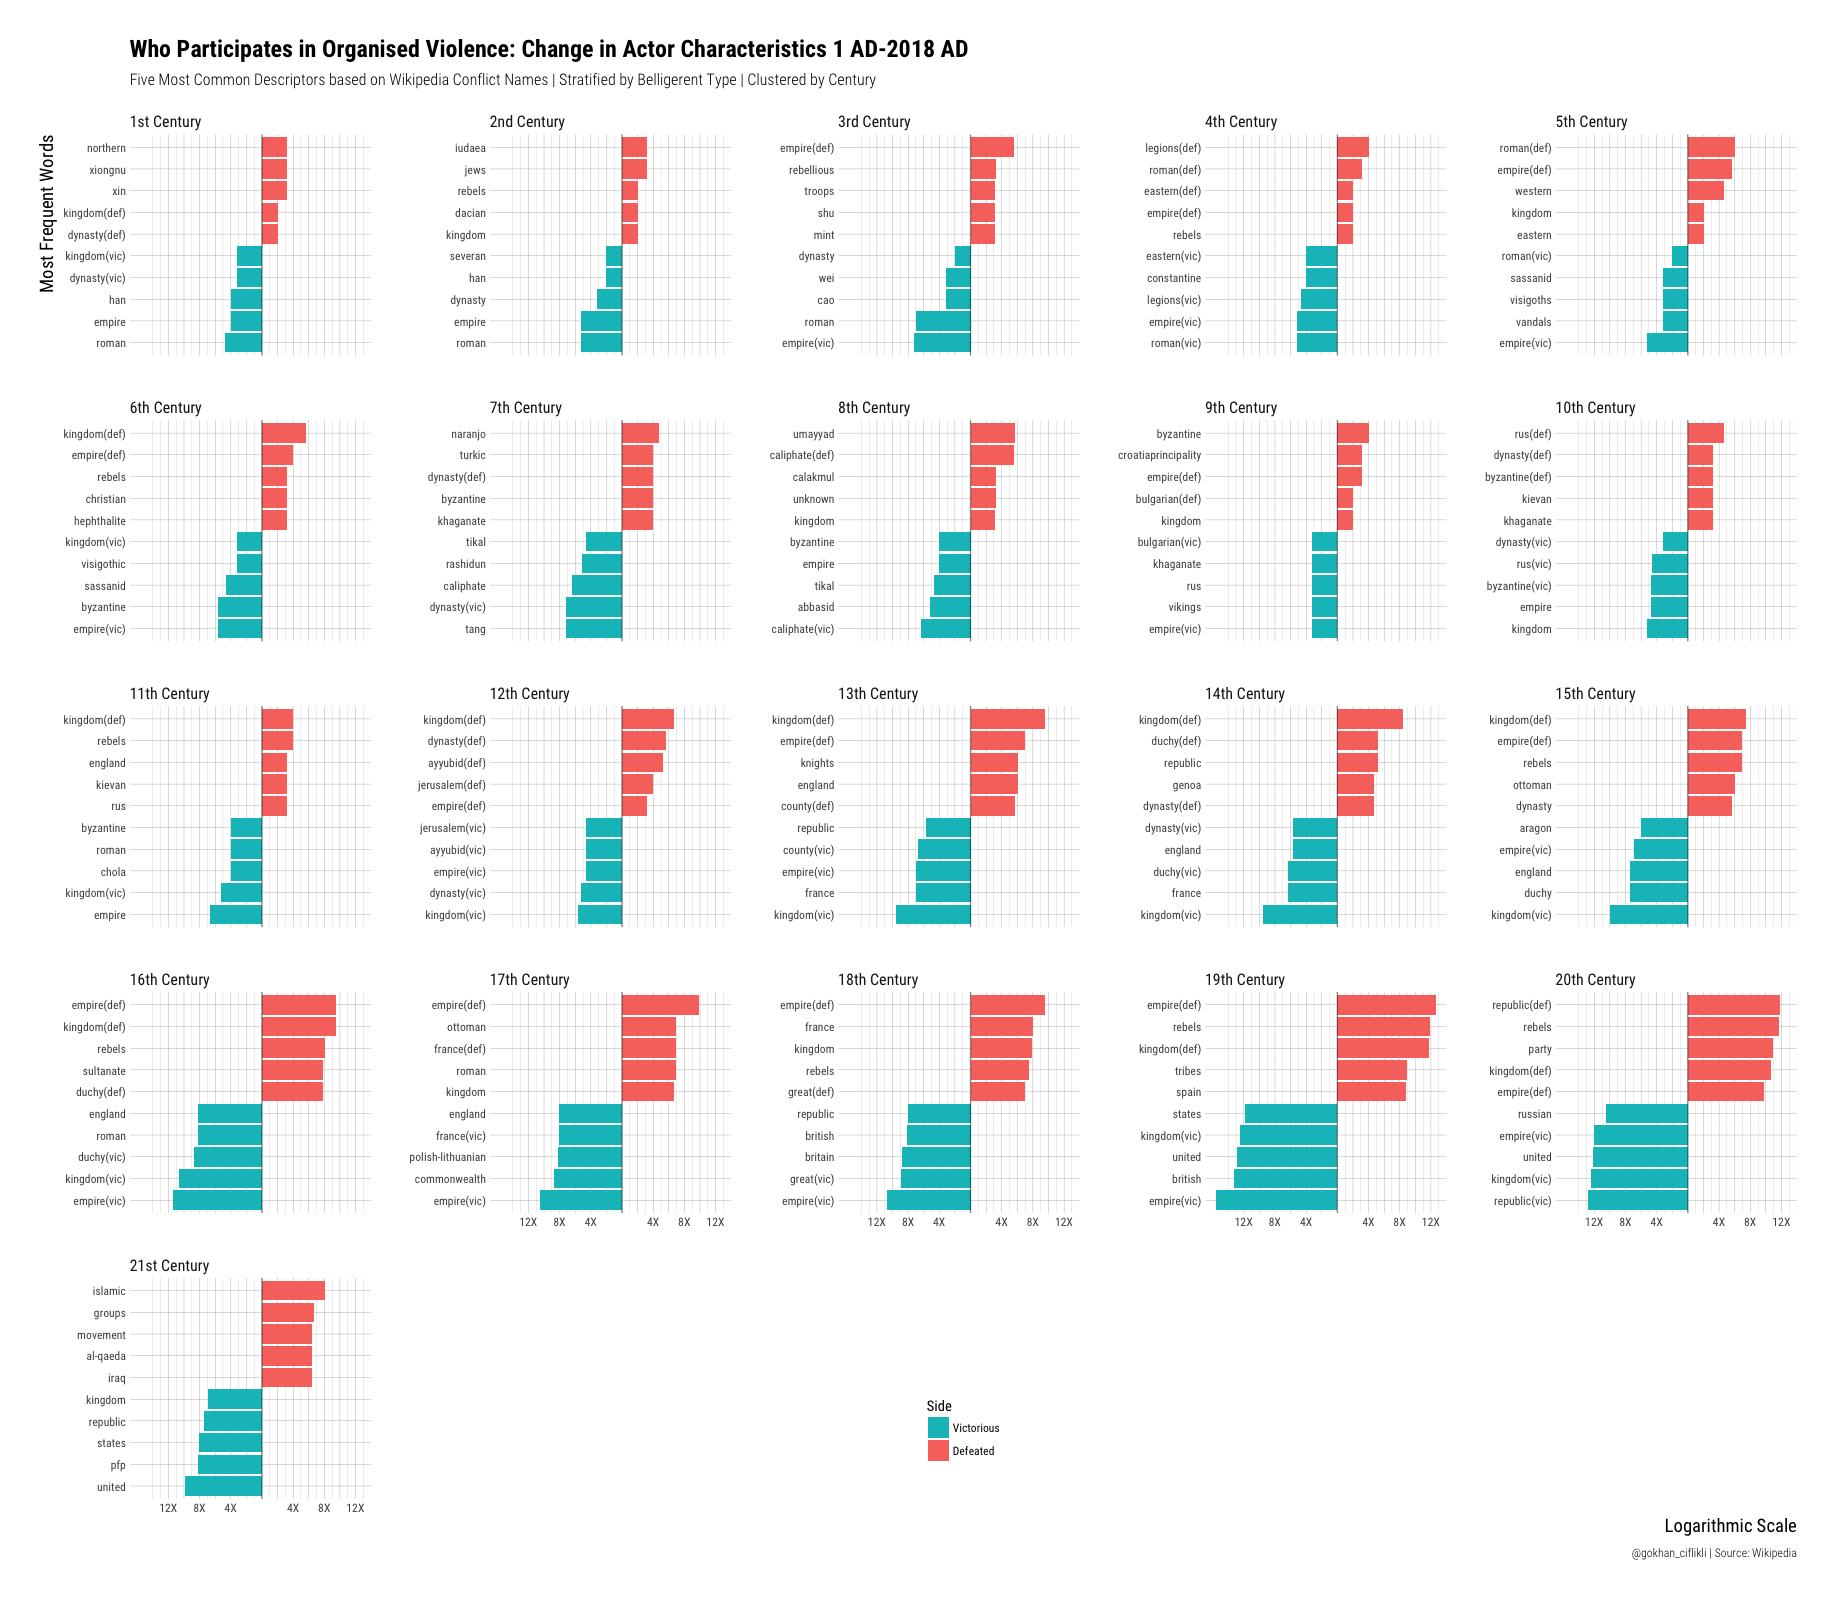 Who Participates in Organised Violence: Change in Actor Characteristics 1 AD-2018 AD
Five Most Common Descriptors based on Wikipedia Conflict Names | Stratified by Belligerent Type | Clustered by Century
Most Frequent Words
1st Century
northern
xiongnu
xin
kingdom(def)
dynasty(def)
kingdom(vic)
dynasty(vic)
han
empire
roman
2nd Century
iudaea
jews
rebels
dacian
kingdom
severan
han
dynasty
empire
roman
3rd Century
empire(def)
rebellious
troops
shu
mint
dynasty
wei
cao
roman
empire(vic)
4th Century
legions(def)
roman(def)
eastern(def)
empire(def)
rebels
eastern(vic)
constantine
legions(vic)
empire(vic)
roman(vic)
5th Century
roman(def)
empire(def)
western
kingdom
eastern
roman(vic)
sassanid
visigoths
vandals
empire(vic)
6th Century
kingdom(def)
empire(def)
rebels
christian
hephthalite
kingdom(vic)
visigothic
sassanid
byzantine
empire(vic)
7th Century
naranjo
turkic
dynasty(def)
byzantine
khaganate
tikal
rashidun
caliphate
dynasty(vic)
tang
8th Century
umayyad
caliphate(def)
calakmul
unknown
kingdom
byzantine
empire
tikal
abbasid
caliphate(vic)
9th Century
byzantine
croatiaprincipality
empire(def)
bulgarian(def)
kingdom
bulgarian(vic)
khaganate
rus
vikings
empire(vic)
10th Century
rus(def)
dynasty(def)
byzantine(def)
kievan
khaganate
dynasty(vic)
rus(vic)
byzantine(vic)
empire
kingdom
11th Century
kingdom(def)
rebels
england
kievan
rus
byzantine
roman
chola
kingdom(vic)
empire
12th Century
kingdom(def)
dynasty(def)
ayyubid(def)
jerusalem(def)
empire(def)
jerusalem(vic)
ayyubid(vic)
empire(vic)
dynasty(vic)
kingdom(vic)
13th Century
kingdom(def)
empire(def)
knights
england
county(def)
republic
county(vic)
empire(vic)
france
kingdom(vic)
14th Century
kingdom(def)
duchy(def)
republic
genoa
dynasty(def)
dynasty(vic)
england
duchy(vic)
france
kingdom(vic)
15th Century
kingdom(def)
empire(def)
rebels
ottoman
dynasty
aragon
empire(vic)
england
duchy
kingdom(vic)
16th Century
empire(def)
kingdom(def)
rebels
sultanate
duchy(def)
england
roman
duchy(vic)
kingdom(vic)
empire(vic)
17th Century
empire(def)
ottoman
france(def)
roman
kingdom
england
france(vic)
polish-lithuanian
commonwealth
empire(vic)
12X 8X 4X 4X 8X 12X
18th Century
empire(def)
france
kingdom
rebels
great(def)
republic
british
britain
great(vic)
empire(vic)
12X 8X 4X 4X 8X 12X
19th Century
empire(def)
rebels
kingdom(def)
tribes
spain
states
kingdom(vic)
united
british
empire(vic)
12X 8X 4X 4X 8X 12X
20th Century
republic(def)
rebels
party
kingdom(def)
empire(def)
russian
empire(vic)
united
kingdom(vic)
republic(vic)
12X 8X 4X 4X 8X 12X
21st Century
islamic
groups
movement
al-qaeda
iraq
kingdom
republic
states
pfp
united
12X 8X 4X 4X 8X 12X
Side
Victorious
Defeated
Logarithmic Scale
@gokhan_ciflikli | Source: Wikipedia